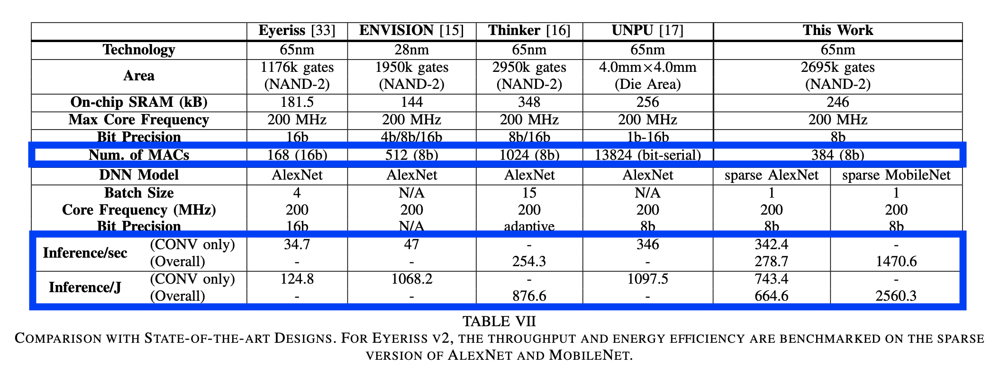 Eyeriss [33] ENVISION [15] Thinker [16] UNPU [17] This Work
Technology 65nm 28nm 65nm 65nm 65nm
Area 1176k gates 1950k gates 2950k gates 4.0mm×4.0mm 2695k gates
(NAND-2) (NAND-2) (NAND-2) (Die Area) (NAND-2)
On-chip SRAM (kB) 181.5 144 348 256 246
Max Core Frequency 200 MHz 200 MHz 200 MHz 200 MHz 200 MHz
Bit Precision 16b 4b/8b/16b 8b/16b 1b-16b 8b
Num. of MACs 168 (16b) 512 (8b) 1024 (8b) 13824 (bit-serial) 384 (8b)
DNN Model AlexNet AlexNet AlexNet AlexNet sparse AlexNet sparse MobileNet
Batch Size 4 N/A 15 N/A 1 1
Core Frequency (MHz) 200 200 200 200 200 200
Bit Precision 16b N/A adaptive 8b 8b 8b
Inference/sec (CONV only) 34.7 47 - 346 342.4 -
(Overall) - - 254.3 - 278.7 1470.6
Inference/J (CONV only) 124.8 1068.2 - 1097.5 743.4 -
(Overall) - - 876.6 - 664.6 2560.3
TABLE VII
COMPARISON WITH STATE-OF-THE-ART DESIGNS. FOR EYERISS V2, THE THROUGHPUT AND ENERGY EFFICIENCY ARE BENCHMARKED ON THE SPARSE
VERSION OF ALEXNET AND MOBILENET.